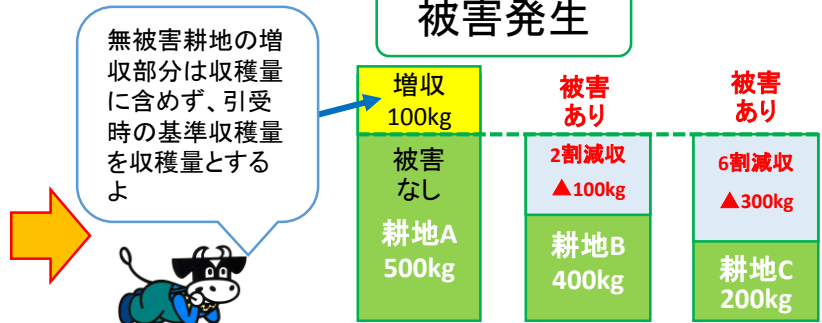 被害発生
無被害耕地の増
収部分は収穫量
に含めず、引受
時の基準収穫量
を収穫量とする
よ
増収
100kg
被害
なし
耕地A
500kg
被害
あり
2割減収
▲100kg
耕地B
400kg
被害
あり
6割減収
▲300kg
耕地C
200kg